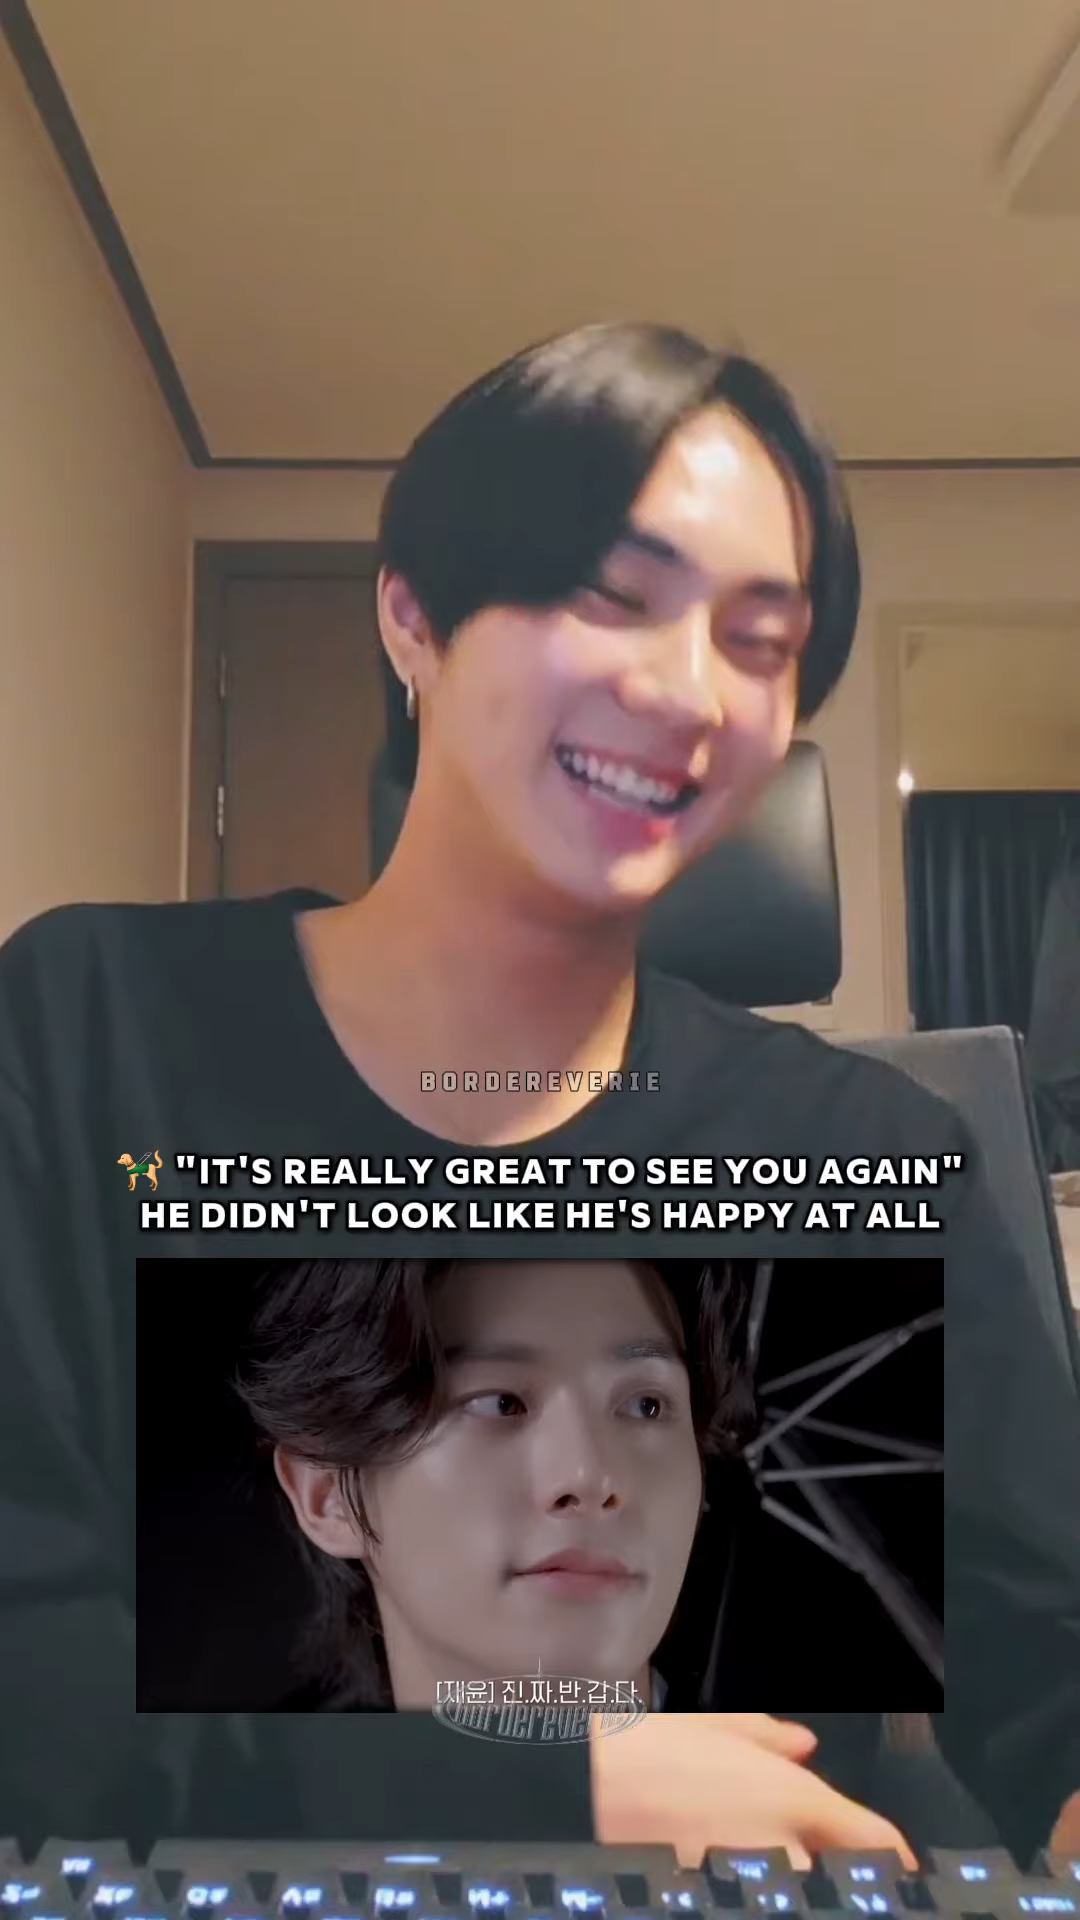 BORDEREVERIE
🦮 "IT'S REALLY GREAT TO SEE YOU AGAIN"
HE DIDN'T LOOK LIKE HE'S HAPPY AT ALL
[재윤] 진.짜.반.갑.다.
bordereverie